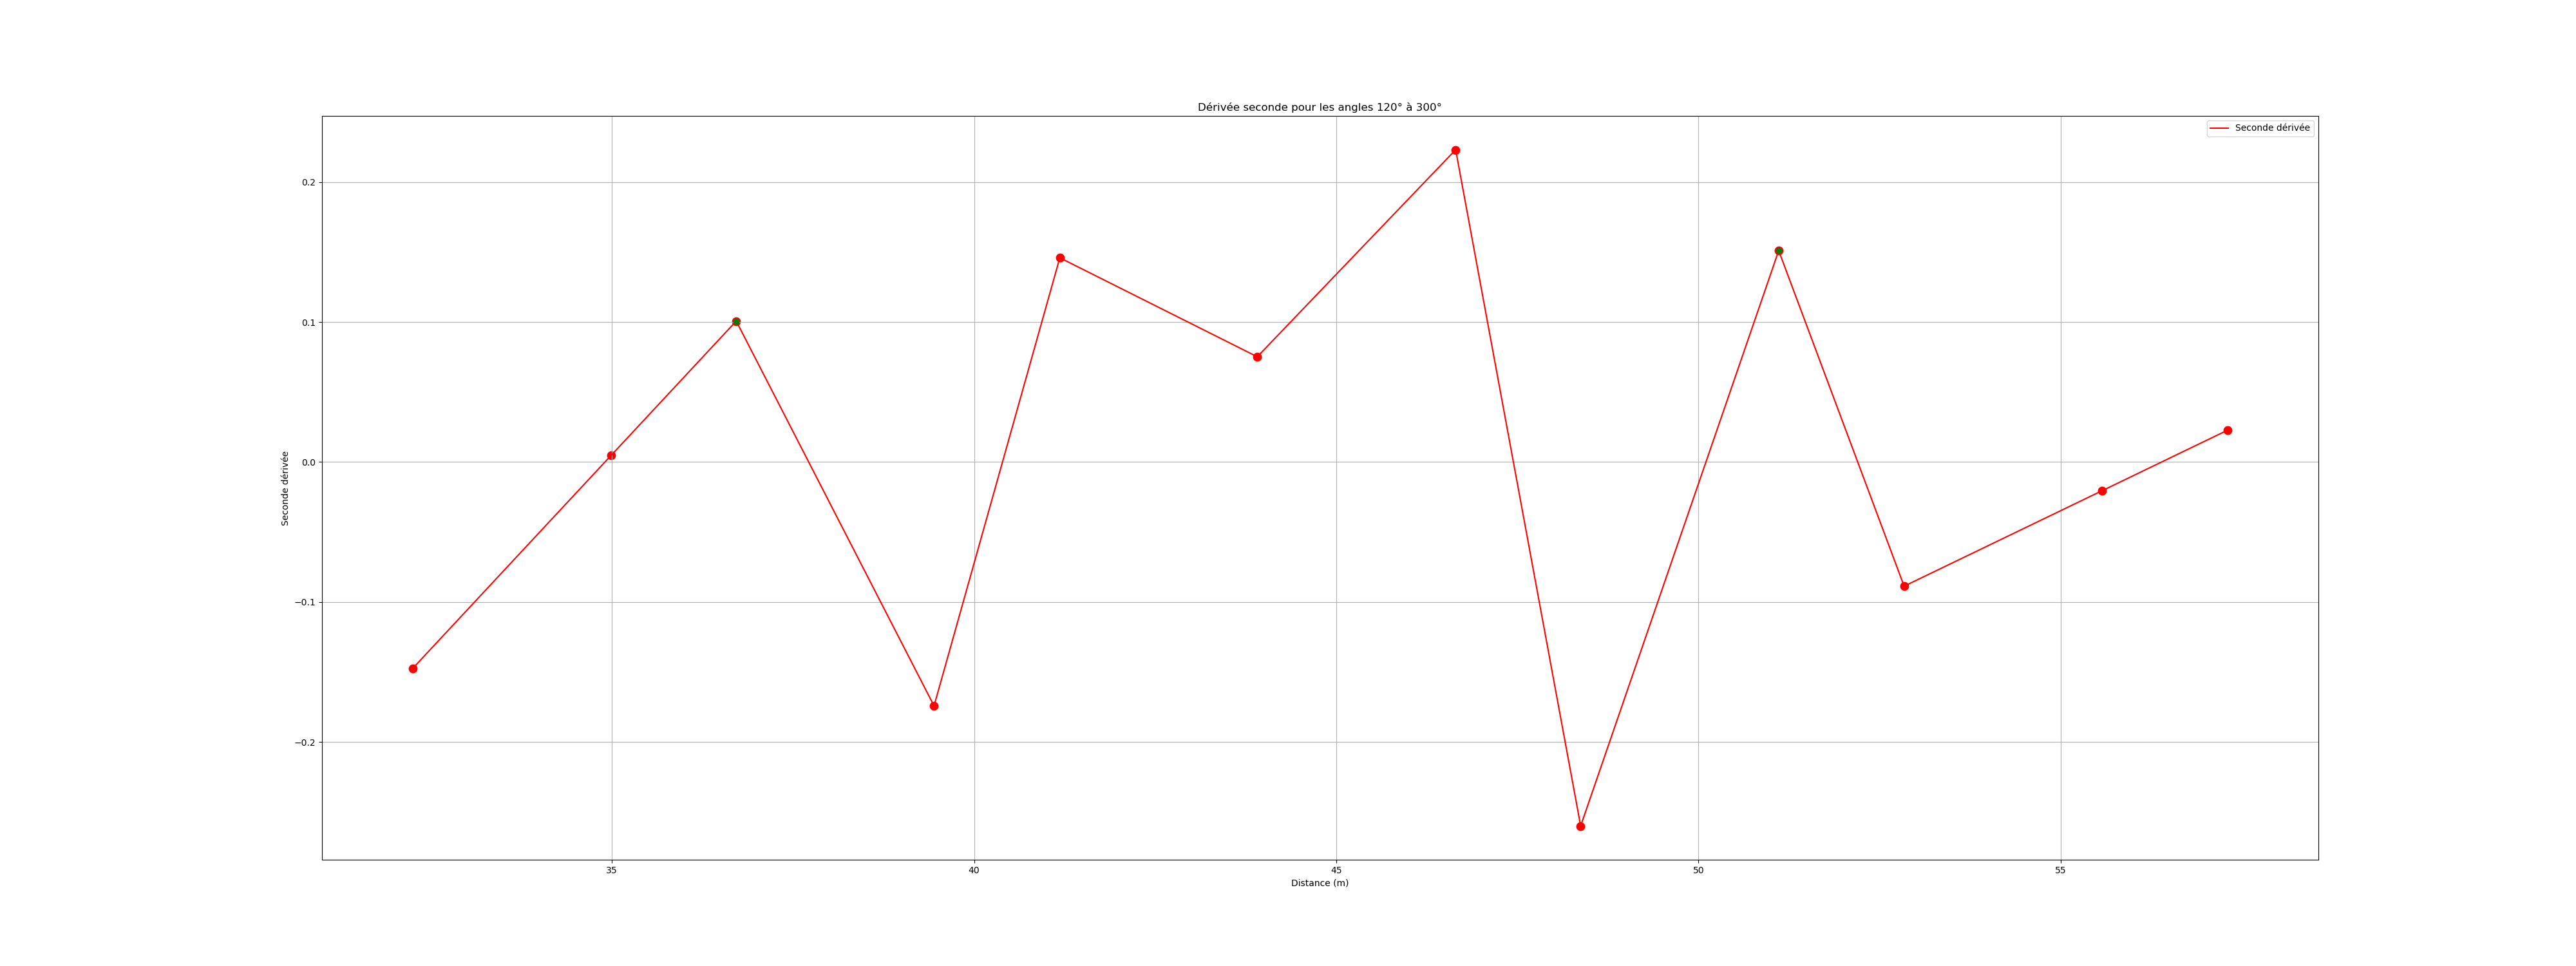 Dérivée seconde pour les angles 120° à 300°
Seconde dérivée
0.2
0.1
0.0
−0.1
−0.2
Seconde dérivée
35
40
45
50
55
Distance (m)